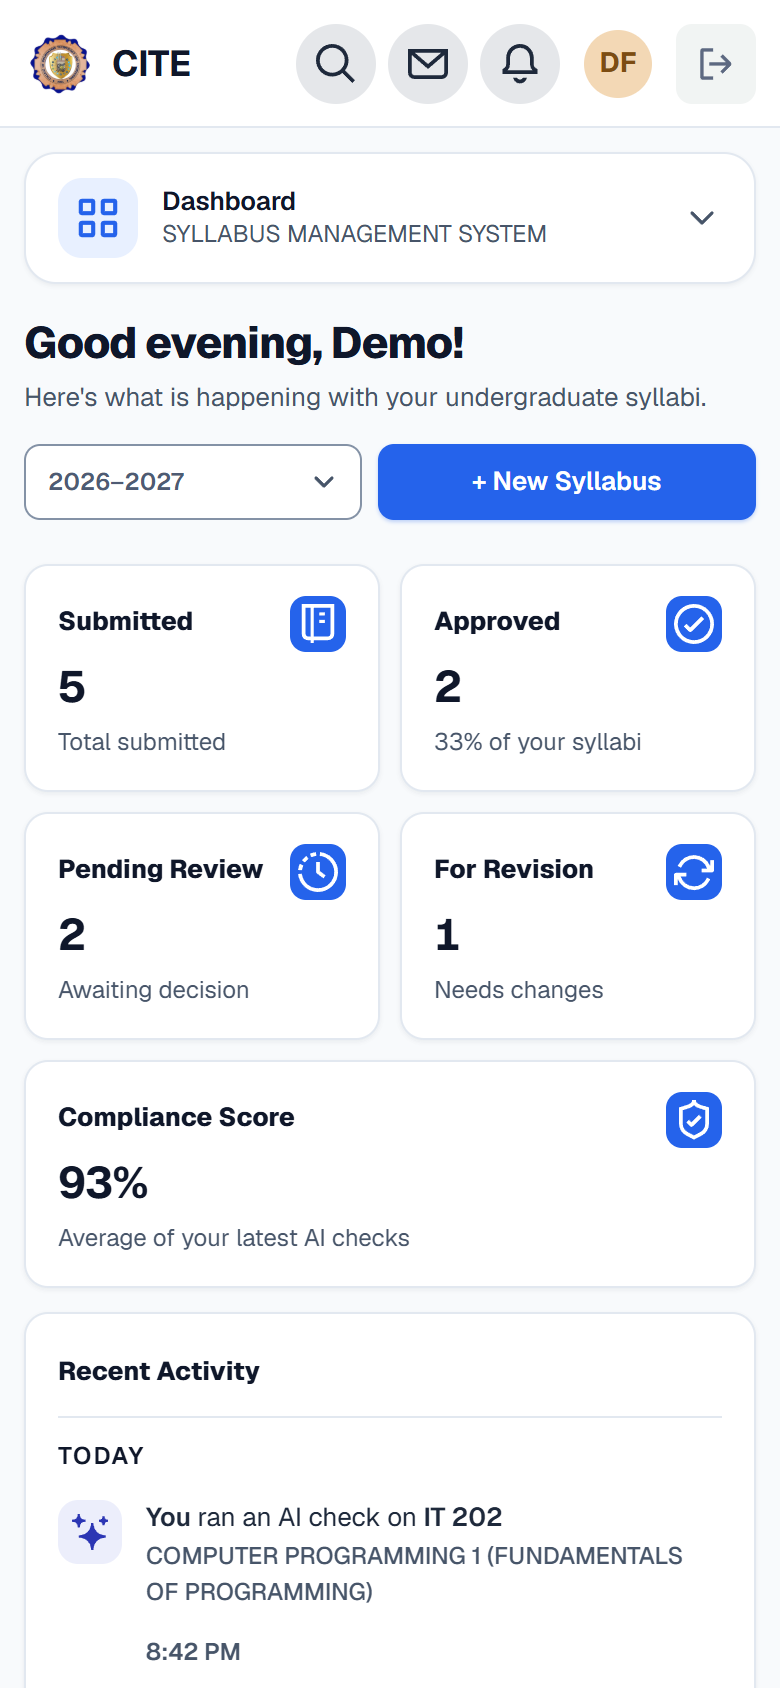 CITE
DF
Dashboard
SYLLABUS MANAGEMENT SYSTEM
Good evening, Demo!
Here's what is happening with your undergraduate syllabi.
2026–2027
+ New Syllabus
Submitted
5
Total submitted
Approved
2
33% of your syllabi
Pending Review
2
Awaiting decision
For Revision
1
Needs changes
Compliance Score
93%
Average of your latest AI checks
Recent Activity
TODAY
You ran an AI check on IT 202
COMPUTER PROGRAMMING 1 (FUNDAMENTALS
OF PROGRAMMING)
8:42 PM